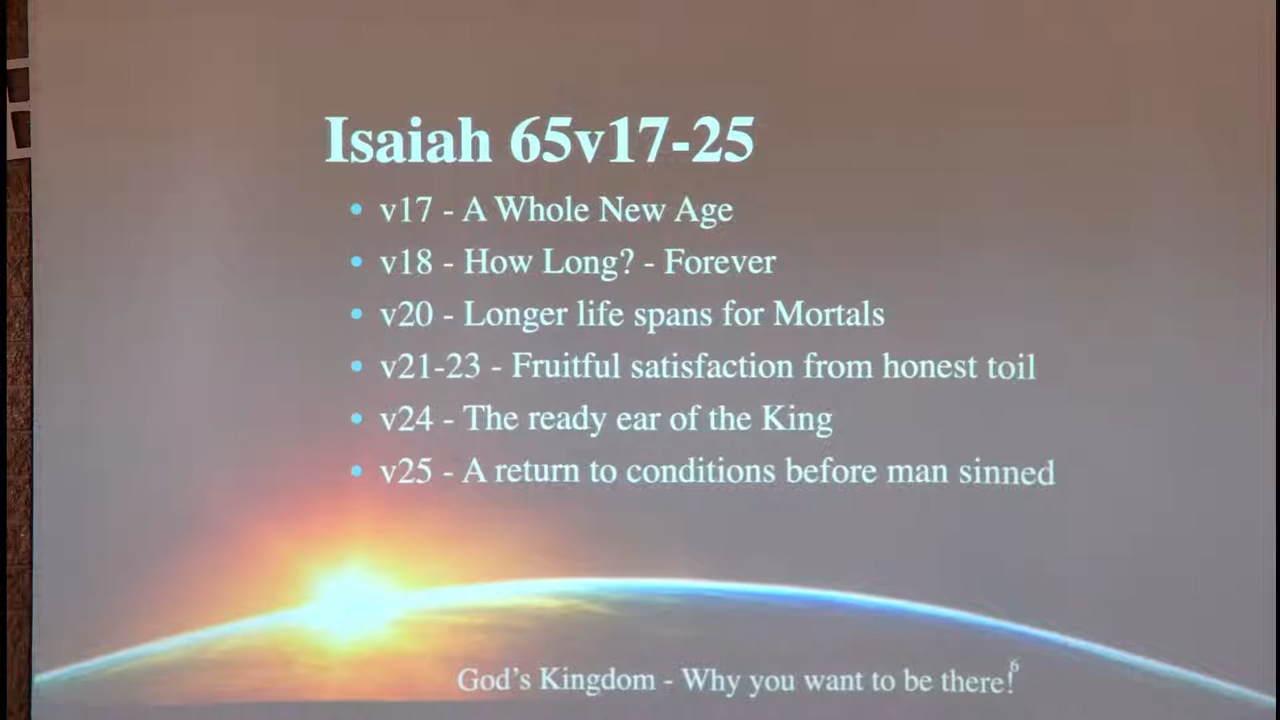 Isaiah 65v17-25
• v17 - A Whole New Age
• v18 - How Long? - Forever
• v20 - Longer life spans for Mortals
• v21-23 - Fruitful satisfaction from honest toil
• v24 - The ready ear of the King
• v25 - A return to conditions before man sinned
6
God's Kingdom - Why you want to be there!